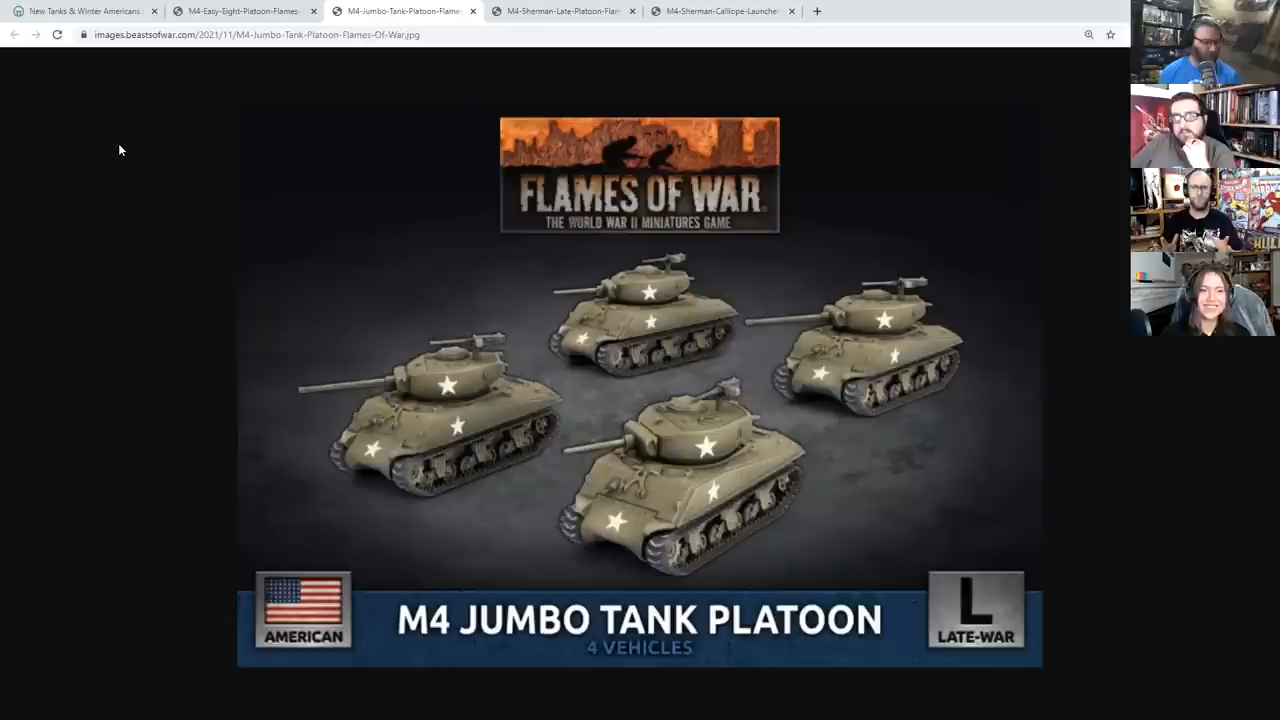 New Tanks & Winter Americans
M4-Easy-Eight-Platoon-Flames-
M4-Jumbo-Tank-Platoon-Flame
M4-Sherman-Late-Platoon-Flam
M4-Sherman-Calliope-Launcher
images.beastsofwar.com/2021/11/M4-Jumbo-Tank-Platoon-Flames-Of-War.jpg
FLAMES OF WAR
THE WORLD WAR II MINIATURES GAME
AMERICAN
M4 JUMBO TANK PLATOON
4 VEHICLES
L
LATE-WAR